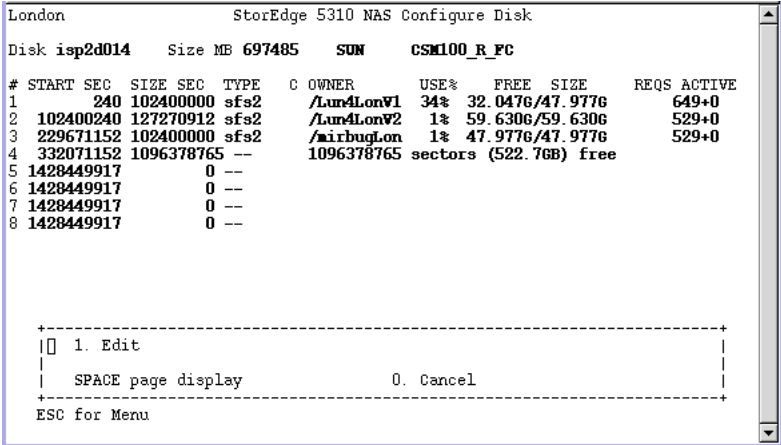 London StorEdge 5310 NAS Configure Disk
Disk isp2d014 Size MB 697485 SUN CSM100_R_FC
# START SEC SIZE SEC TYPE C OWNER USE% FREE SIZE REQS ACTIVE
1 240 102400000 sfs2 /Lun4LonV1 34% 32.047G/47.977G 649+0
2 102400240 127270912 sfs2 /Lun4LonV2 1% 59.630G/59.630G 529+0
3 229671152 102400000 sfs2 /mirbugLon 1% 47.977G/47.977G 529+0
4 332071152 1096378765 -- 1096378765 sectors (522.7GB) free
5 1428449917 0 --
6 1428449917 0 --
7 1428449917 0 --
8 1428449917 0 --
1. Edit
SPACE page display 0. Cancel
ESC for Menu